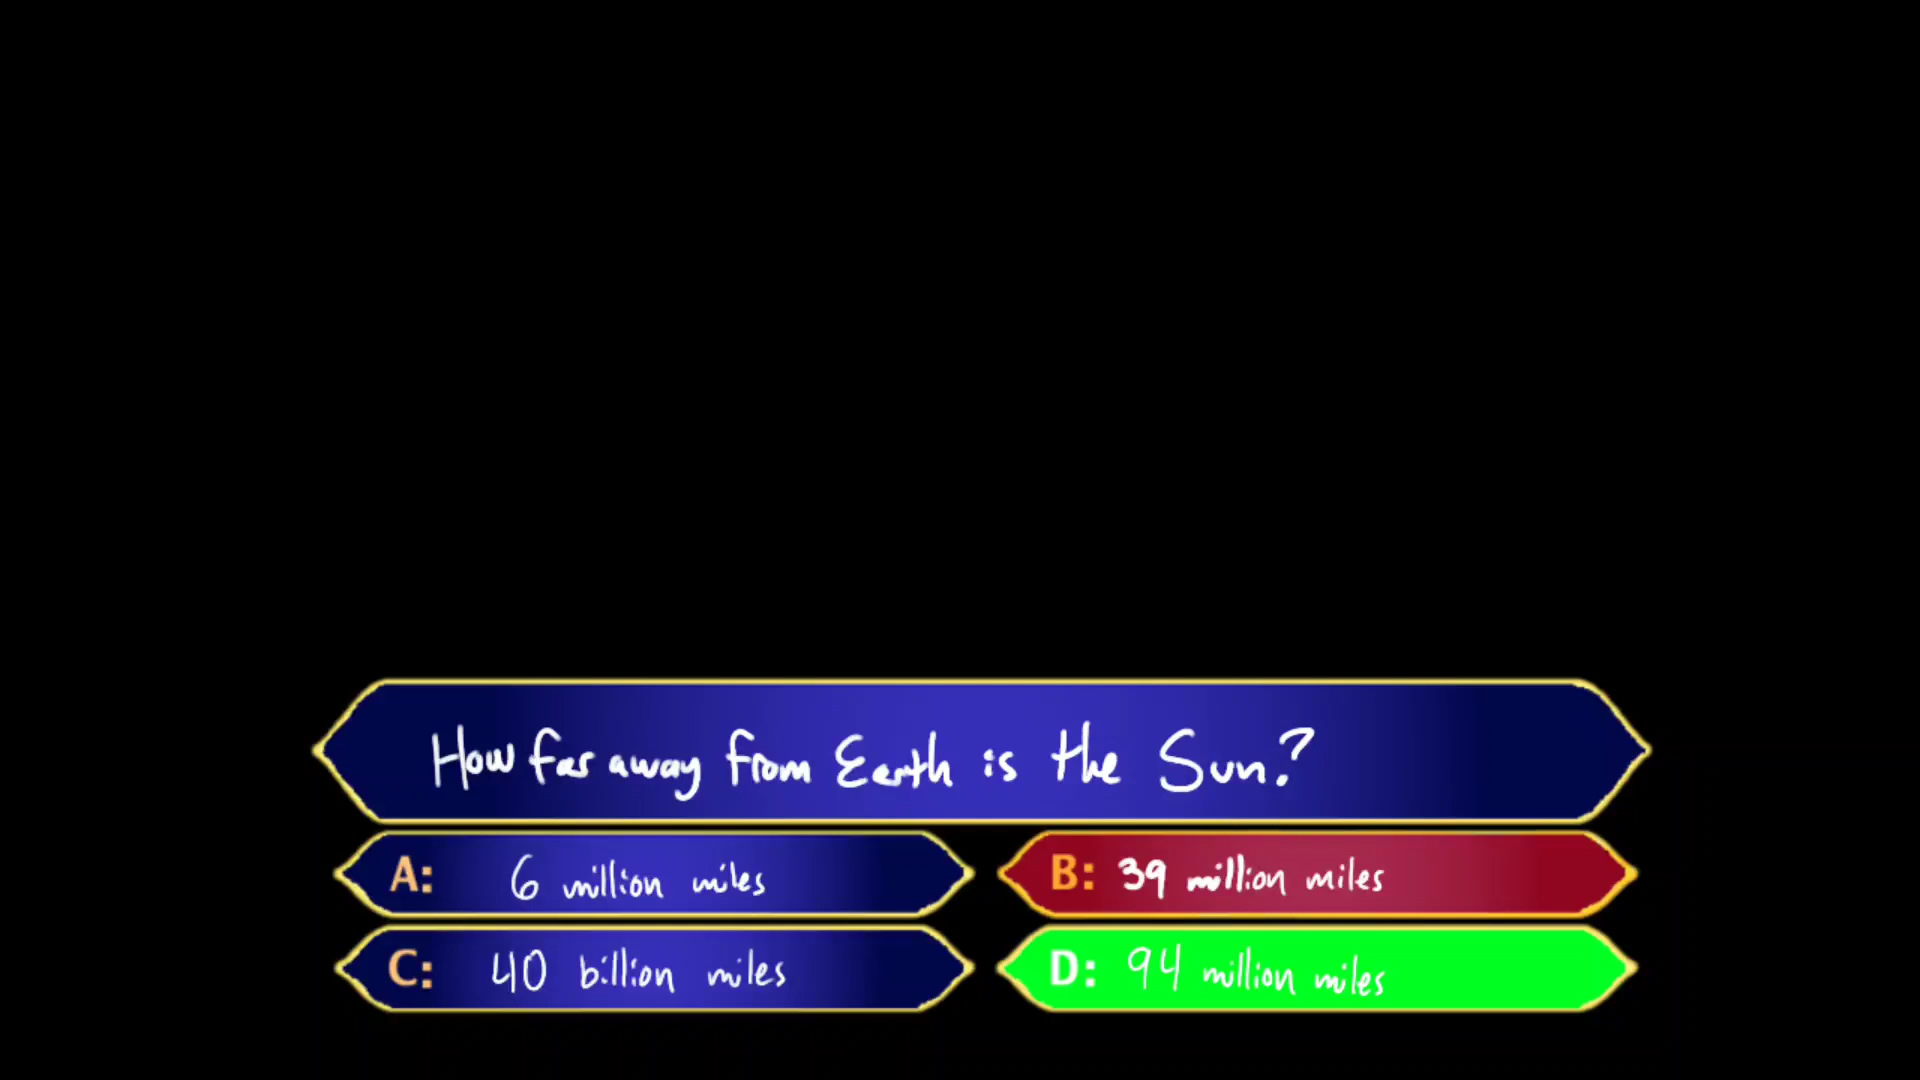 How far away from Earth is the Sun?
A: 6 million miles
B: 39 million miles
C: 40 billion miles
D: 94 million miles